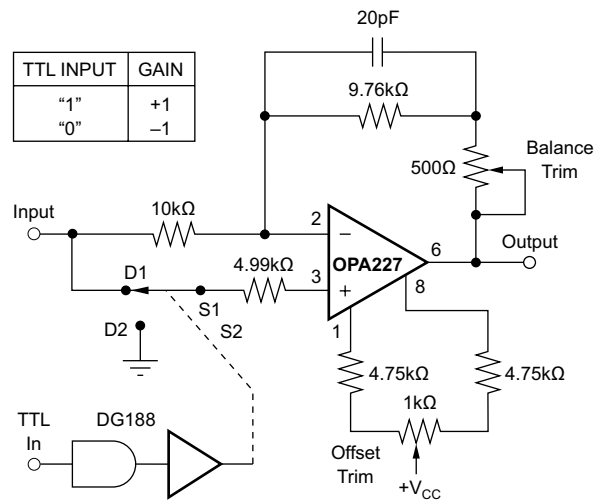 20pF
TTL INPUT GAIN
“1” +1
“0” –1
9.76kΩ
500Ω
Balance
Trim
Input
10kΩ
2
–
OPA227
6
Output
D1
4.99kΩ
3
+
8
S1
D2
S2
1
4.75kΩ
4.75kΩ
TTL
In
DG188
1kΩ
Offset
Trim
+VCC